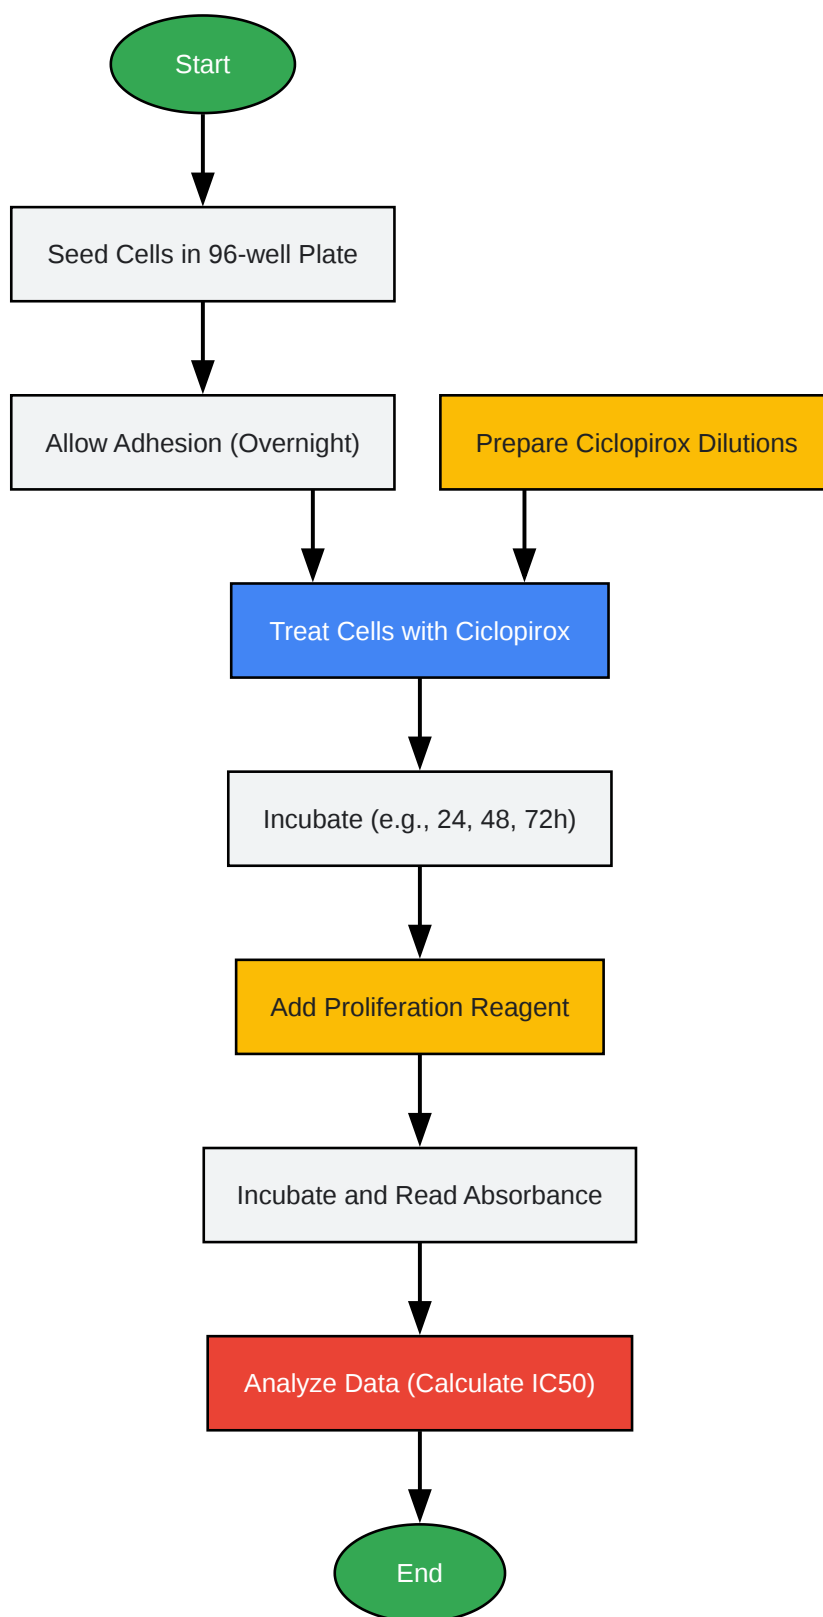 Start
Seed Cells in 96-well Plate
Allow Adhesion (Overnight)
Prepare Ciclopirox Dilutions
Treat Cells with Ciclopirox
Incubate (e.g., 24, 48, 72h)
Add Proliferation Reagent
Incubate and Read Absorbance
Analyze Data (Calculate IC50)
End